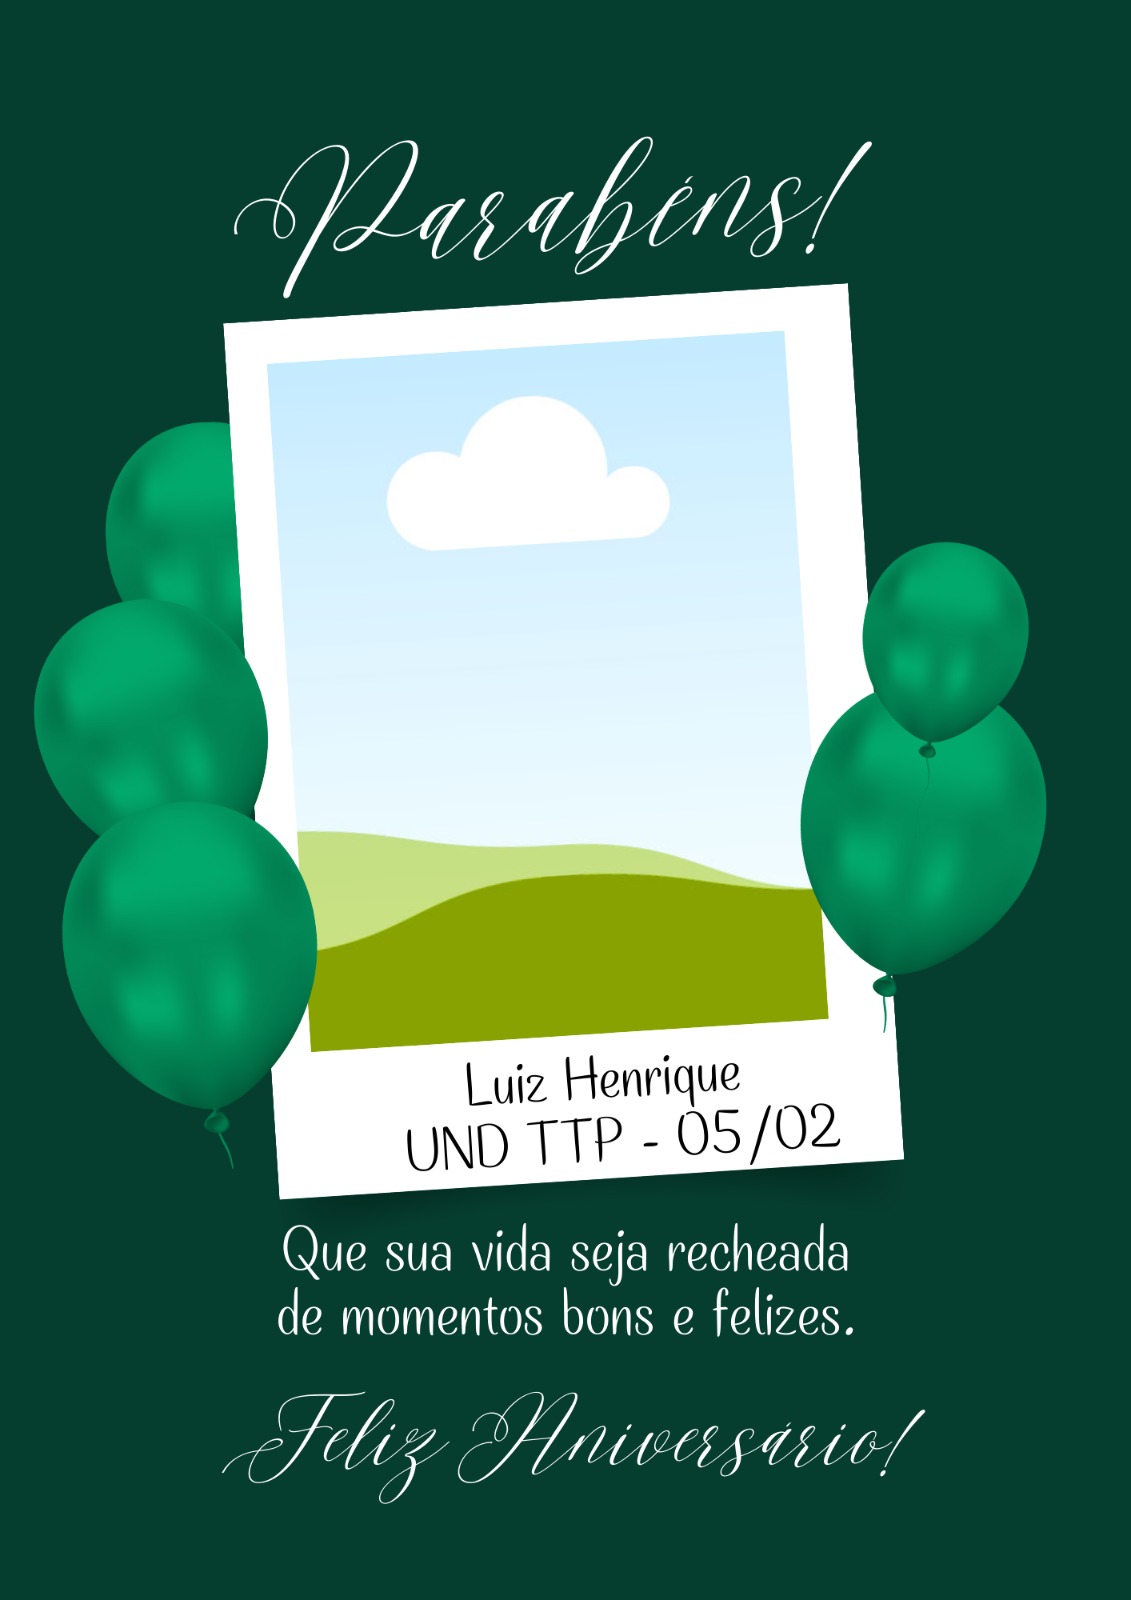 Parabéns!
Luiz Henrique
UND TTP - 05/02
Que sua vida seja recheada
de momentos bons e felizes.
Feliz Aniversário!